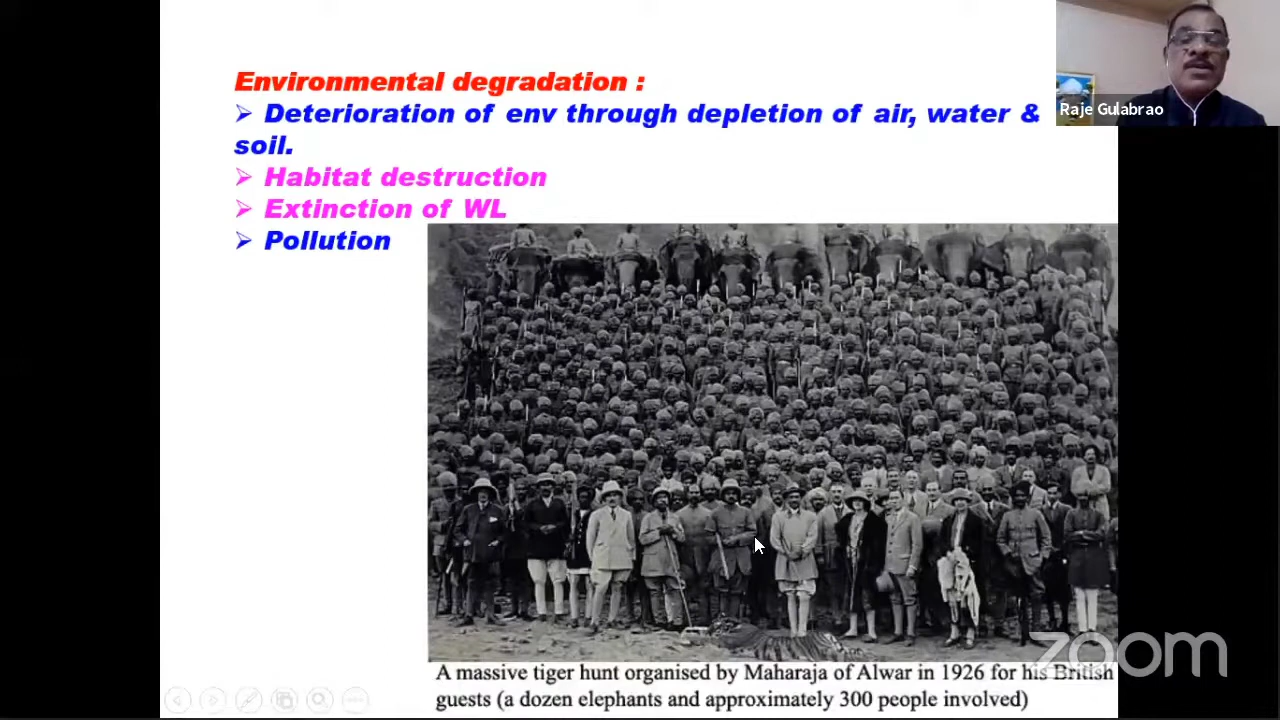 Environmental degradation :
➢ Deterioration of env through depletion of air, water &
soil.
➢ Habitat destruction
➢ Extinction of WL
➢ Pollution
Raje Gulabrao
A massive tiger hunt organised by Maharaja of Alwar in 1926 for his British
guests (a dozen elephants and approximately 300 people involved)
zoom